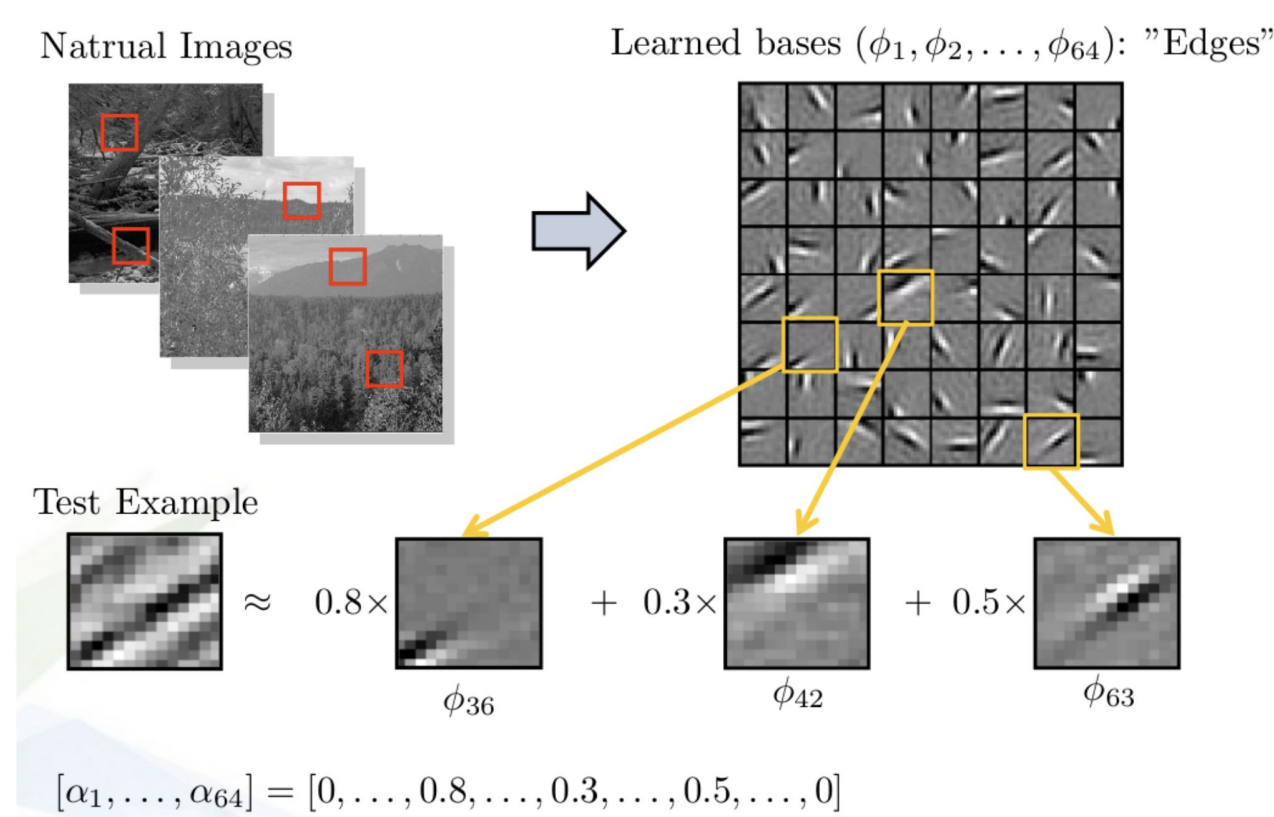 Natrual Images
Learned bases (ϕ₁, ϕ₂, . . . , ϕ₆₄): ”Edges”
Test Example
≈ 0.8× + 0.3× + 0.5×
ϕ₃₆ ϕ₄₂ ϕ₆₃
[α₁, . . . , α₆₄] = [0, . . . , 0.8, . . . , 0.3, . . . , 0.5, . . . , 0]